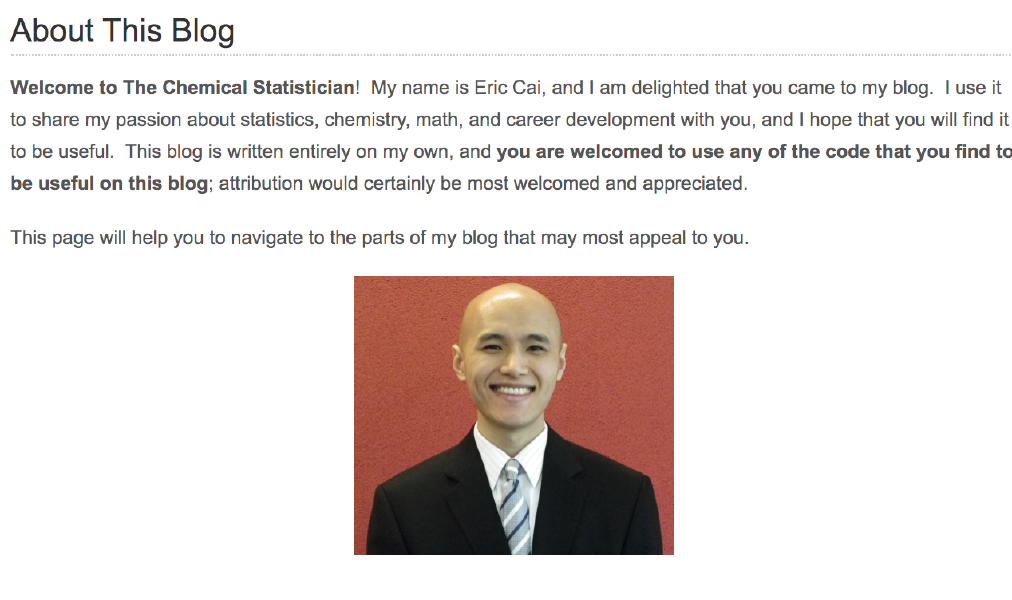 About This Blog
Welcome to The Chemical Statistician!  My name is Eric Cai, and I am delighted that you came to my blog.  I use it
to share my passion about statistics, chemistry, math, and career development with you, and I hope that you will find it
to be useful.  This blog is written entirely on my own, and you are welcomed to use any of the code that you find to
be useful on this blog; attribution would certainly be most welcomed and appreciated.
This page will help you to navigate to the parts of my blog that may most appeal to you.